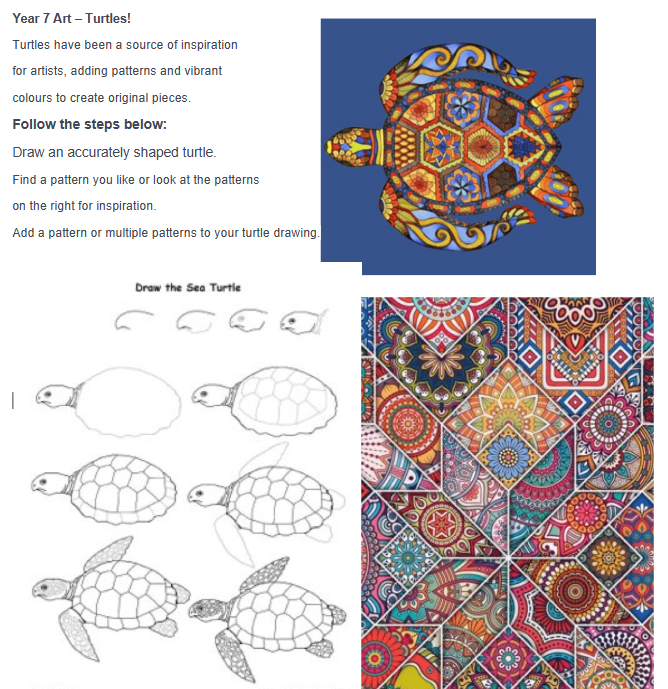 Year 7 Art – Turtles!
Turtles have been a source of inspiration
for artists, adding patterns and vibrant
colours to create original pieces.
Follow the steps below:
Draw an accurately shaped turtle.
Find a pattern you like or look at the patterns
on the right for inspiration.
Add a pattern or multiple patterns to your turtle drawing.
Draw the Sea Turtle